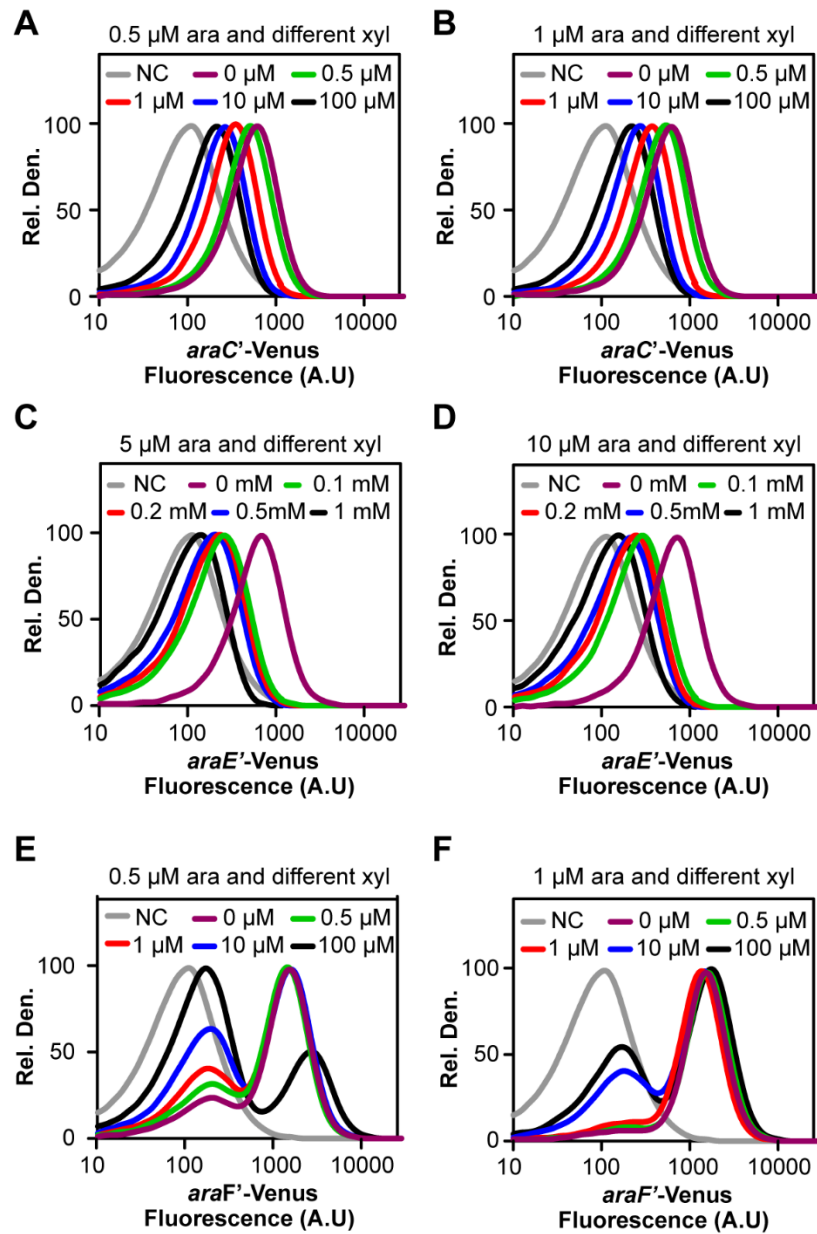 A
0.5 µM ara and different xyl
NC 0 µM 0.5 µM
1 µM 10 µM 100 µM
Rel. Den.
100
50
0
10 100 1000 10000
araC'-Venus
Fluorescence (A.U)
B
1 µM ara and different xyl
NC 0 µM 0.5 µM
1 µM 10 µM 100 µM
Rel. Den.
100
50
0
10 100 1000 10000
araC'-Venus
Fluorescence (A.U)
C
5 µM ara and different xyl
NC 0 mM 0.1 mM
0.2 mM 0.5mM 1 mM
Rel. Den.
100
50
0
10 100 1000 10000
araE'-Venus
Fluorescence (A.U)
D
10 µM ara and different xyl
NC 0 mM 0.1 mM
0.2 mM 0.5mM 1 mM
Rel. Den.
100
50
0
10 100 1000 10000
araE'-Venus
Fluorescence (A.U)
E
0.5 µM ara and different xyl
NC 0 µM 0.5 µM
1 µM 10 µM 100 µM
Rel. Den.
100
50
0
10 100 1000 10000
araF'-Venus
Fluorescence (A.U)
F
1 µM ara and different xyl
NC 0 µM 0.5 µM
1 µM 10 µM 100 µM
Rel. Den.
100
50
0
10 100 1000 10000
araF'-Venus
Fluorescence (A.U)